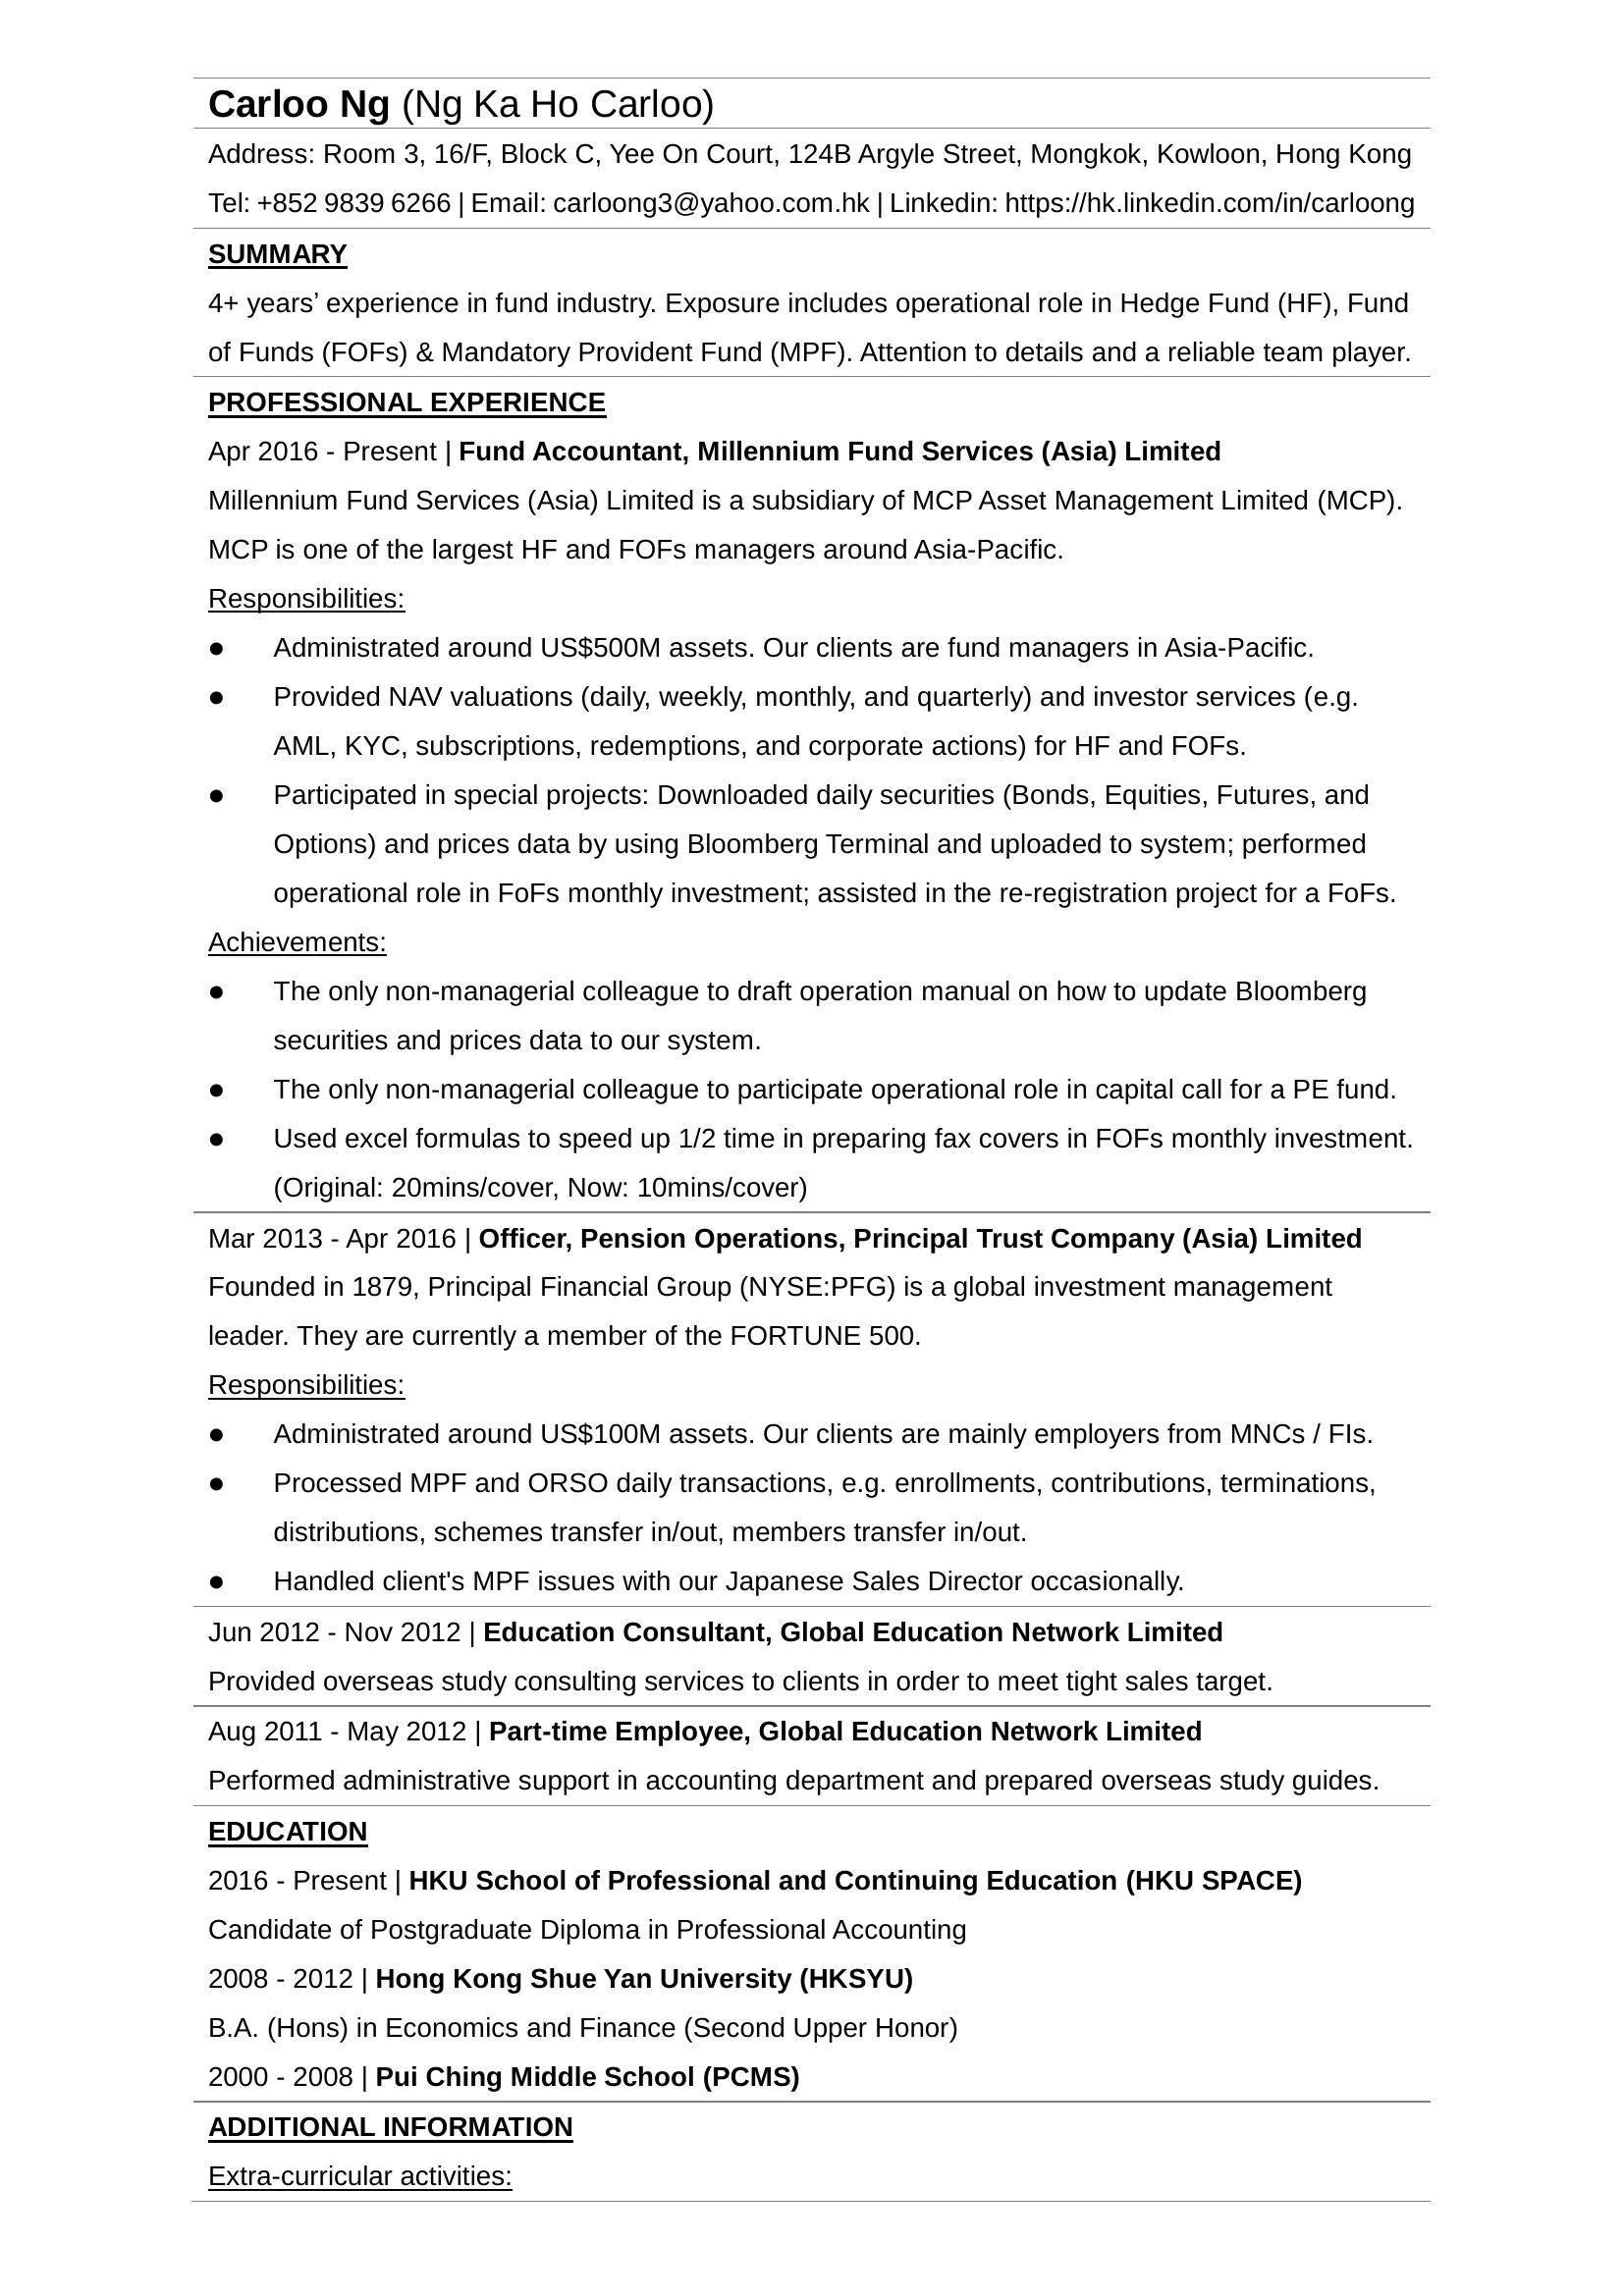 Carloo Ng (Ng Ka Ho Carloo)
Address: Room 3, 16/F, Block C, Yee On Court, 124B Argyle Street, Mongkok, Kowloon, Hong Kong
Tel: +852 9839 6266 | Email: carloong3@yahoo.com.hk | Linkedin: https://hk.linkedin.com/in/carloong
SUMMARY
4+ years’ experience in fund industry. Exposure includes operational role in Hedge Fund (HF), Fund
of Funds (FOFs) & Mandatory Provident Fund (MPF). Attention to details and a reliable team player.
PROFESSIONAL EXPERIENCE
Apr 2016 - Present | Fund Accountant, Millennium Fund Services (Asia) Limited
Millennium Fund Services (Asia) Limited is a subsidiary of MCP Asset Management Limited (MCP).
MCP is one of the largest HF and FOFs managers around Asia-Pacific.
Responsibilities:
● Administrated around US$500M assets. Our clients are fund managers in Asia-Pacific.
● Provided NAV valuations (daily, weekly, monthly, and quarterly) and investor services (e.g.
AML, KYC, subscriptions, redemptions, and corporate actions) for HF and FOFs.
● Participated in special projects: Downloaded daily securities (Bonds, Equities, Futures, and
Options) and prices data by using Bloomberg Terminal and uploaded to system; performed
operational role in FoFs monthly investment; assisted in the re-registration project for a FoFs.
Achievements:
● The only non-managerial colleague to draft operation manual on how to update Bloomberg
securities and prices data to our system.
● The only non-managerial colleague to participate operational role in capital call for a PE fund.
● Used excel formulas to speed up 1/2 time in preparing fax covers in FOFs monthly investment.
(Original: 20mins/cover, Now: 10mins/cover)
Mar 2013 - Apr 2016 | Officer, Pension Operations, Principal Trust Company (Asia) Limited
Founded in 1879, Principal Financial Group (NYSE:PFG) is a global investment management
leader. They are currently a member of the FORTUNE 500.
Responsibilities:
● Administrated around US$100M assets. Our clients are mainly employers from MNCs / FIs.
● Processed MPF and ORSO daily transactions, e.g. enrollments, contributions, terminations,
distributions, schemes transfer in/out, members transfer in/out.
● Handled client's MPF issues with our Japanese Sales Director occasionally.
Jun 2012 - Nov 2012 | Education Consultant, Global Education Network Limited
Provided overseas study consulting services to clients in order to meet tight sales target.
Aug 2011 - May 2012 | Part-time Employee, Global Education Network Limited
Performed administrative support in accounting department and prepared overseas study guides.
EDUCATION
2016 - Present | HKU School of Professional and Continuing Education (HKU SPACE)
Candidate of Postgraduate Diploma in Professional Accounting
2008 - 2012 | Hong Kong Shue Yan University (HKSYU)
B.A. (Hons) in Economics and Finance (Second Upper Honor)
2000 - 2008 | Pui Ching Middle School (PCMS)
ADDITIONAL INFORMATION
Extra-curricular activities: